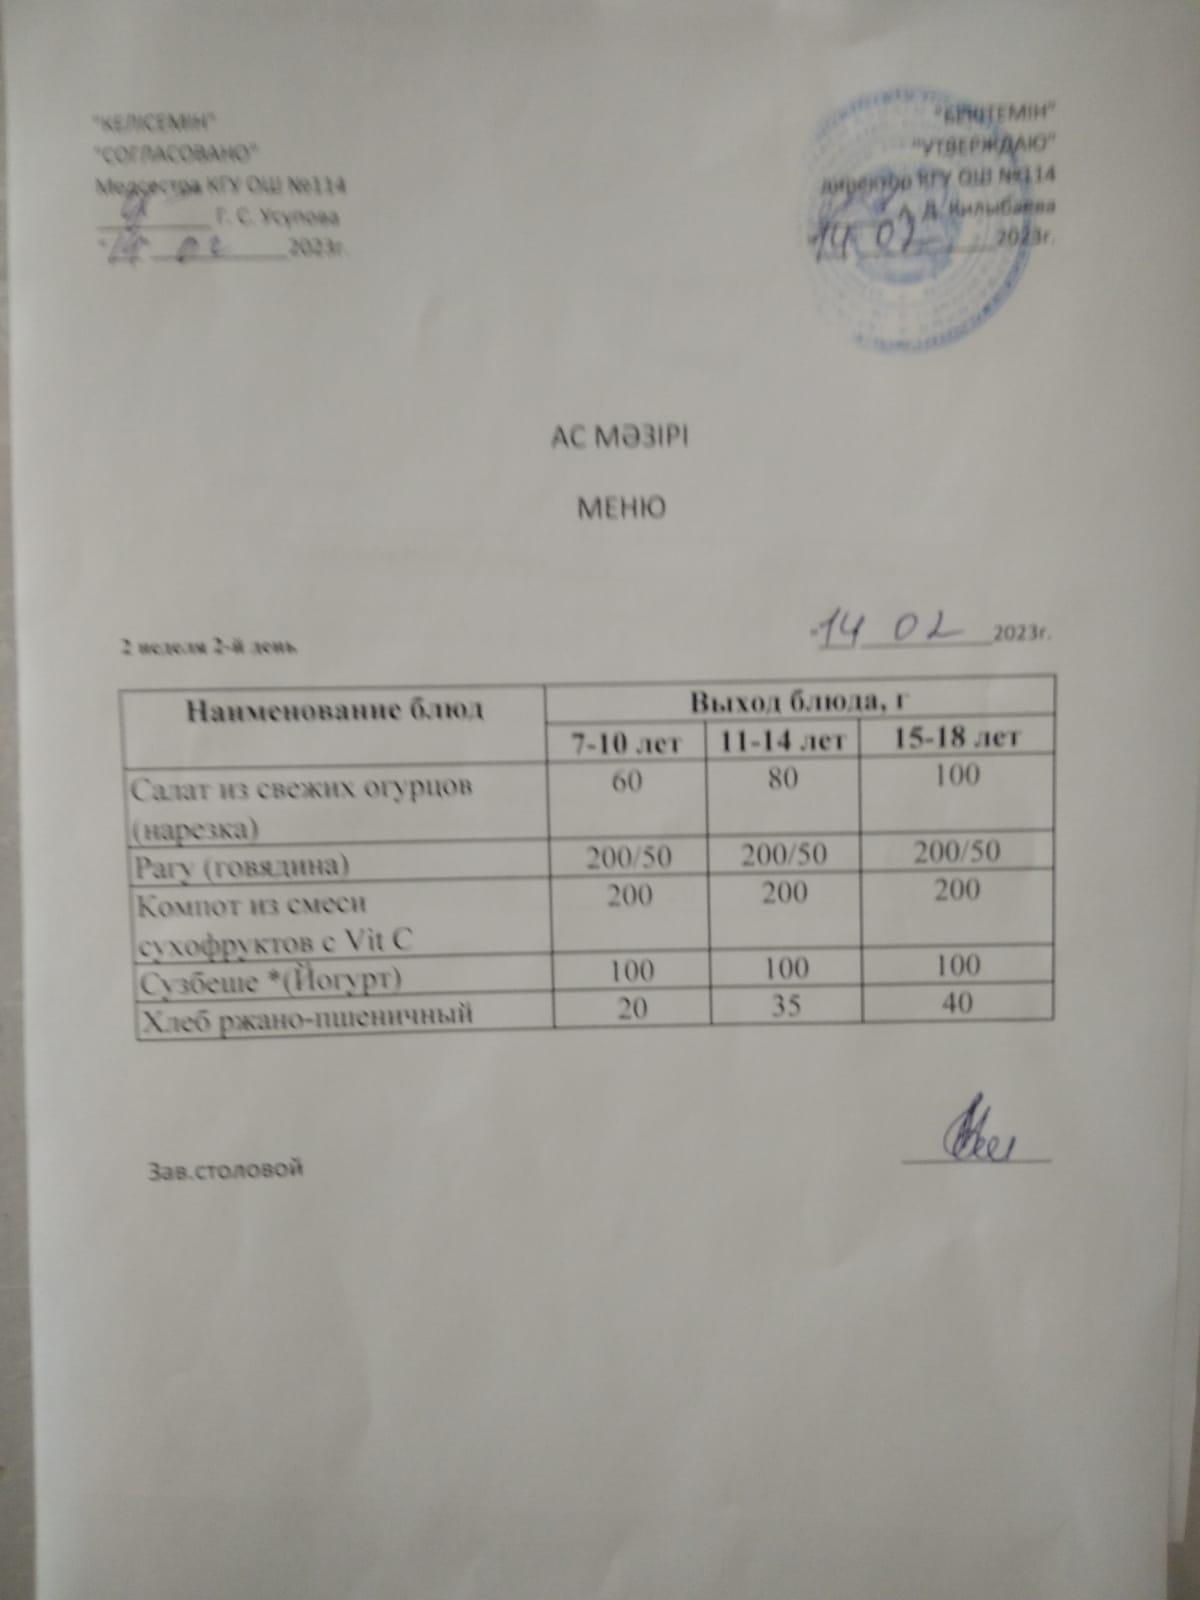 "КЕЛІСЕМІН"
"СОГЛАСОВАНО"
Медсестра КГУ ОШ №114
Г. С. Усупова
"14 02 2023г.
"БЕКІТЕМІН"
"УТВЕРЖДАЮ"
директор КГУ ОШ №114
А. Д. Килыбаева
"14 02 2023г.
АС МӘЗІРІ
МЕНЮ
2 неделя 2-й день
"14 02 2023г.
Наименование блюд Выход блюда, г
7-10 лет 11-14 лет 15-18 лет
Салат из свежих огурцов 60 80 100
(нарезка)
Рагу (говядина) 200/50 200/50 200/50
Компот из смеси 200 200 200
сухофруктов с Vit C
Сузбеше *(Йогурт) 100 100 100
Хлеб ржано-пшеничный 20 35 40
Зав.столовой